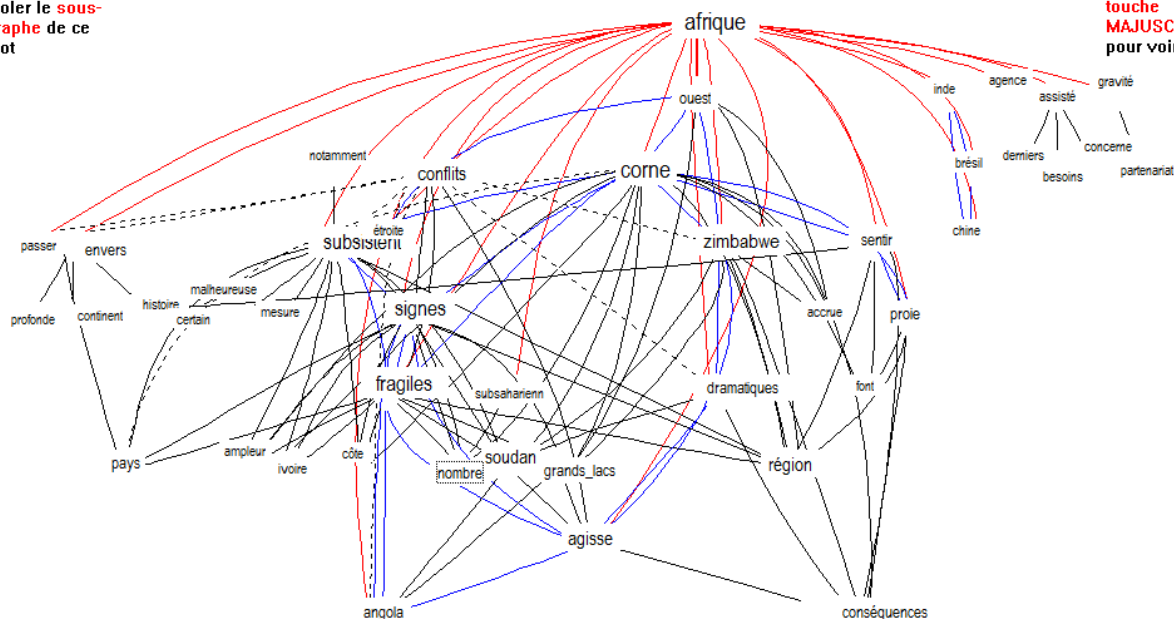 oler le sous-
raphe de ce
ot
touche
MAJUSC
pour voir
afrique
inde
agence
gravité
ouest
assisté
notamment
conflits
corne
brésil
derniers
concerne
besoins
partenariat
passer
envers
subsistent
étroite
zimbabwe
sentir
chine
profonde
continent
histoire
malheureuse
certain
mesure
signes
accrue
proie
fragiles
subsaharienn
dramatiques
font
pays
ampleur
ivoire
côte
nombre
soudan
grands_lacs
région
agisse
angola
conséquences